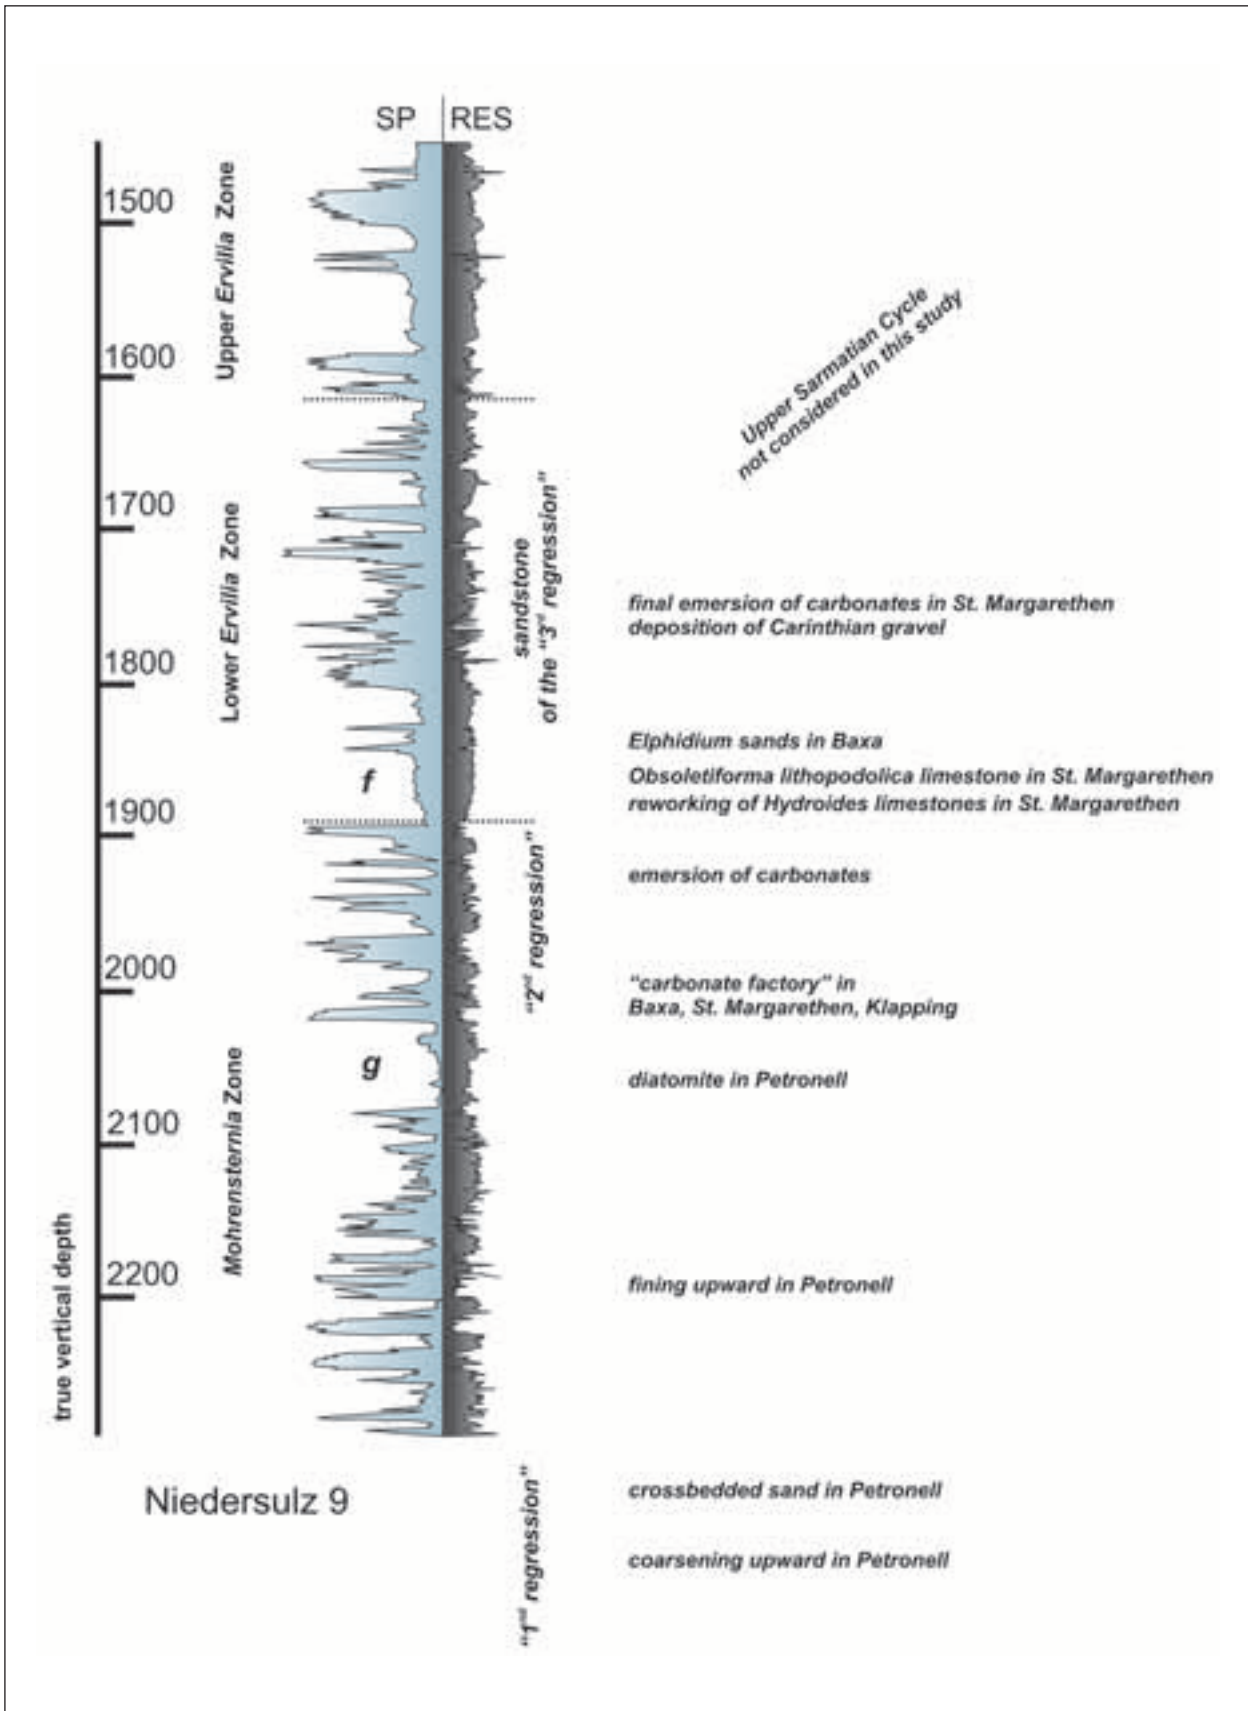 SP RES
1500
Upper Ervilia Zone
1600
Upper Sarmatian Cycle
not considered in this study
1700
Lower Ervilia Zone
sandstone
of the “3rd regression”
final emersion of carbonates in St. Margarethen
deposition of Carinthian gravel
1800
Elphidium sands in Baxa
f
Obsoletiforma lithopodolica limestone in St. Margarethen
reworking of Hydroides limestones in St. Margarethen
1900
“2nd regression”
emersion of carbonates
2000
“carbonate factory” in
Baxa, St. Margarethen, Klapping
g
diatomite in Petronell
Mohrensternia Zone
2100
2200
fining upward in Petronell
true vertical depth
Niedersulz 9
“1nd regression”
crossbedded sand in Petronell
coarsening upward in Petronell